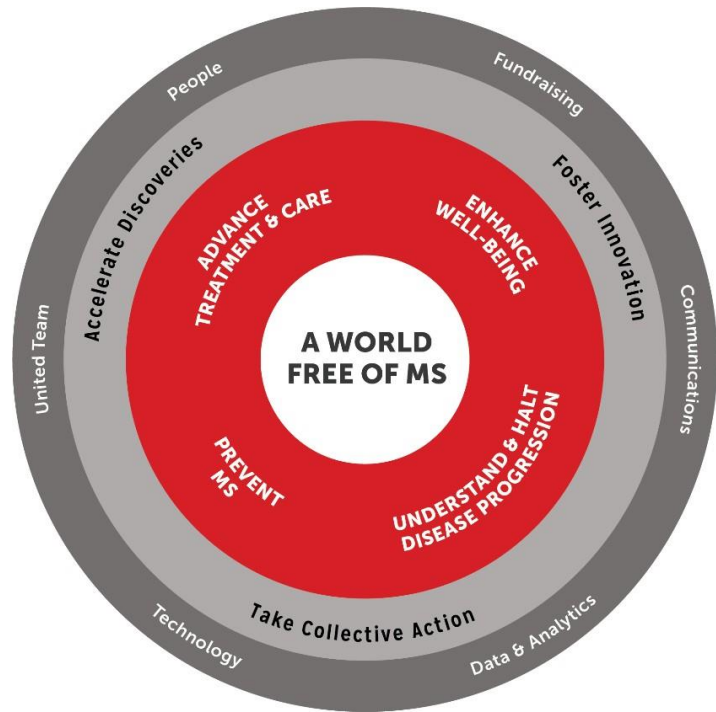 People
Fundraising
Accelerate Discoveries
Foster Innovation
ADVANCE
TREATMENT & CARE
ENHANCE
WELL-BEING
A WORLD
FREE OF MS
United Team
Communications
PREVENT
MS
UNDERSTAND & HALT
DISEASE PROGRESSION
Take Collective Action
Technology
Data & Analytics